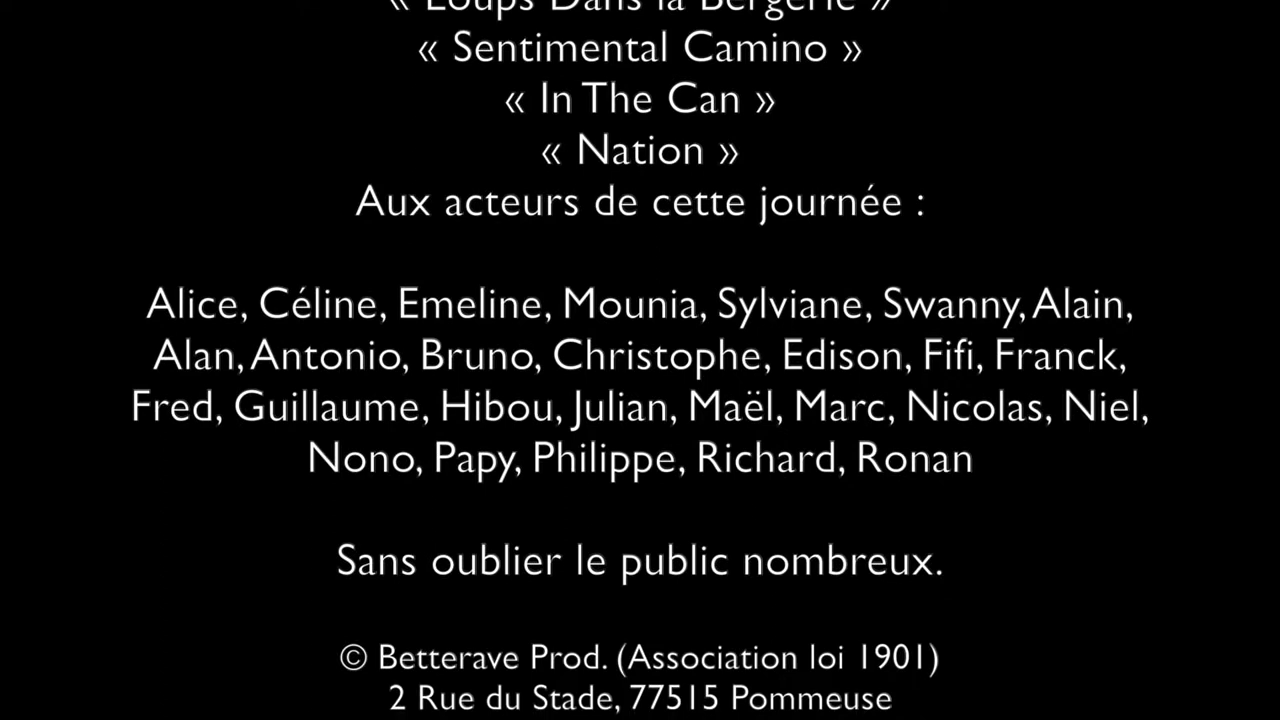 « Loups Dans la Bergerie »
« Sentimental Camino »
« In The Can »
« Nation »
Aux acteurs de cette journée :
Alice, Céline, Emeline, Mounia, Sylviane, Swanny, Alain,
Alan, Antonio, Bruno, Christophe, Edison, Fifi, Franck,
Fred, Guillaume, Hibou, Julian, Maël, Marc, Nicolas, Niel,
Nono, Papy, Philippe, Richard, Ronan
Sans oublier le public nombreux.
© Betterave Prod. (Association loi 1901)
2 Rue du Stade, 77515 Pommeuse